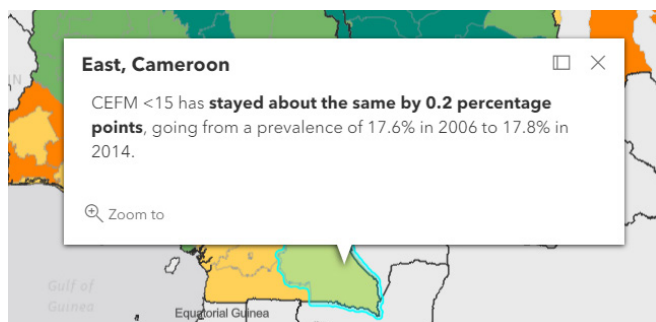 East, Cameroon
CEFM <15 has stayed about the same by 0.2 percentage
points, going from a prevalence of 17.6% in 2006 to 17.8% in
2014.
Zoom to
Gulf of
Guinea
Equatorial Guinea